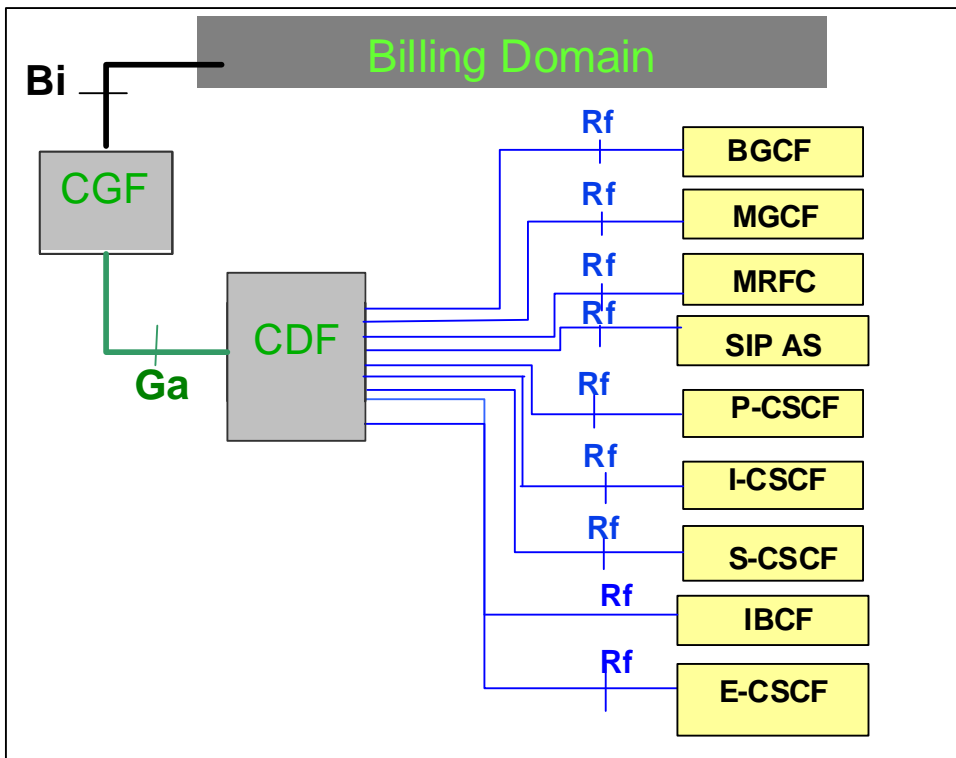 Billing Domain
Bi
Rf
BGCF
CGF
Rf
MGCF
Rf
MRFC
Rf
CDF
SIP AS
Ga
Rf
P-CSCF
Rf
I-CSCF
Rf
S-CSCF
Rf
IBCF
Rf
E-CSCF